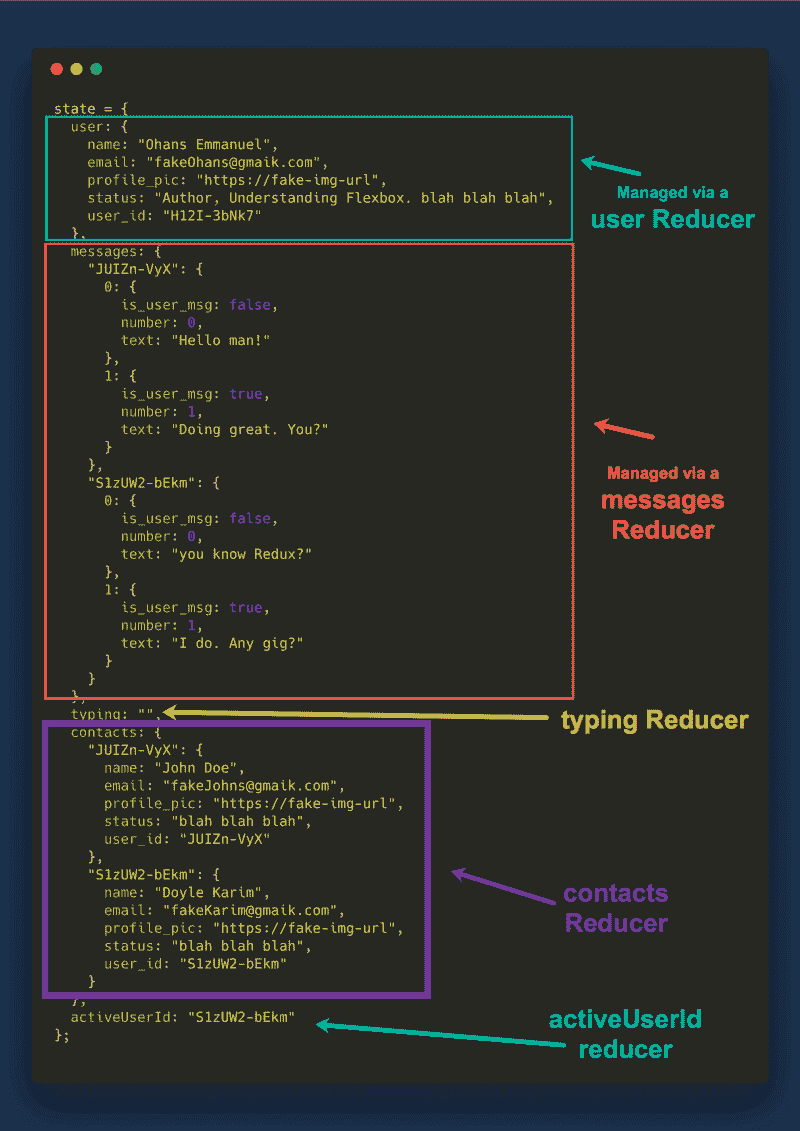 state = {
user: {
name: "Ohans Emmanuel",
email: "fakeOhans@gmaik.com",
profile_pic: "https://fake-img-url",
status: "Author, Understanding Flexbox. blah blah blah",
user_id: "H12I-3bNk7"
},
Managed via a
user Reducer
messages: {
"JUIZn-VyX": {
0: {
is_user_msg: false,
number: 0,
text: "Hello man!"
},
1: {
is_user_msg: true,
number: 1,
text: "Doing great. You?"
}
},
"S1zUW2-bEkm": {
0: {
is_user_msg: false,
number: 0,
text: "you know Redux?"
},
1: {
is_user_msg: true,
number: 1,
text: "I do. Any gig?"
}
}
},
Managed via a
messages
Reducer
typing: "",
typing Reducer
contacts: {
"JUIZn-VyX": {
name: "John Doe",
email: "fakeJohns@gmaik.com",
profile_pic: "https://fake-img-url",
status: "blah blah blah",
user_id: "JUIZn-VyX"
},
"S1zUW2-bEkm": {
name: "Doyle Karim",
email: "fakeKarim@gmaik.com",
profile_pic: "https://fake-img-url",
status: "blah blah blah",
user_id: "S1zUW2-bEkm"
}
},
contacts
Reducer
activeUserId: "S1zUW2-bEkm"
};
activeUserId
reducer